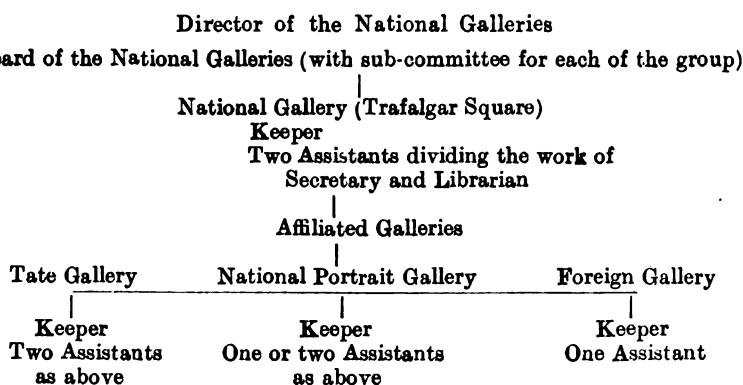 Director of the National Galleries
ard of the National Galleries (with sub-committee for each of the group)
National Gallery (Trafalgar Square)
Keeper
Two Assistants dividing the work of
Secretary and Librarian
Affiliated Galleries
Tate Gallery National Portrait Gallery Foreign Gallery
Keeper Keeper Keeper
Two Assistants One or two Assistants One Assistant
as above as above